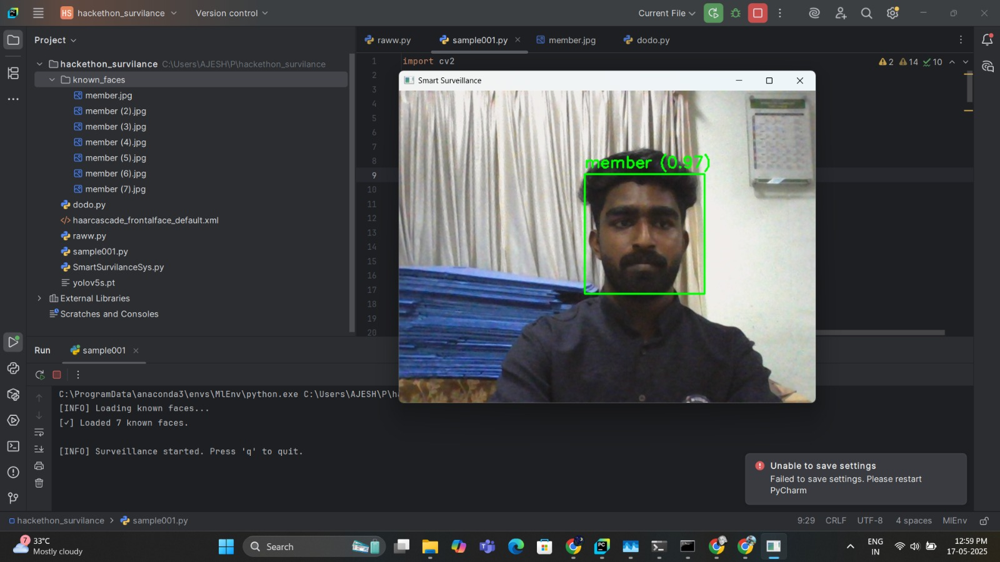 HS hackethon_survilance Version control Current File
Project
hackethon_survilance C:\Users\AJESH\P\hackethon_survilance
known_faces
member.jpg
member (2).jpg
member (3).jpg
member (4).jpg
member (5).jpg
member (6).jpg
member (7).jpg
dodo.py
haarcascade_frontalface_default.xml
raww.py
sample001.py
SmartSurvilanceSys.py
yolov5s.pt
External Libraries
Scratches and Consoles
raww.py sample001.py member.jpg dodo.py
1 import cv2
2 14 10
2
3
4
5
6
7
8
9
10
11
12
13
14
15
16
17
18
19
20
Smart Surveillance
member (0.97)
Run sample001
C:\ProgramData\anaconda3\envs\MlEnv\python.exe C:\Users\AJESH\P\ha
[INFO] Loading known faces...
[✓] Loaded 7 known faces.
[INFO] Surveillance started. Press 'q' to quit.
Unable to save settings
Failed to save settings. Please restart
PyCharm
hackethon_survilance > sample001.py
9:29 CRLF UTF-8 4 spaces MlEnv
7
33°C
Mostly cloudy
Search
ENG
IN
12:59 PM
17-05-2025